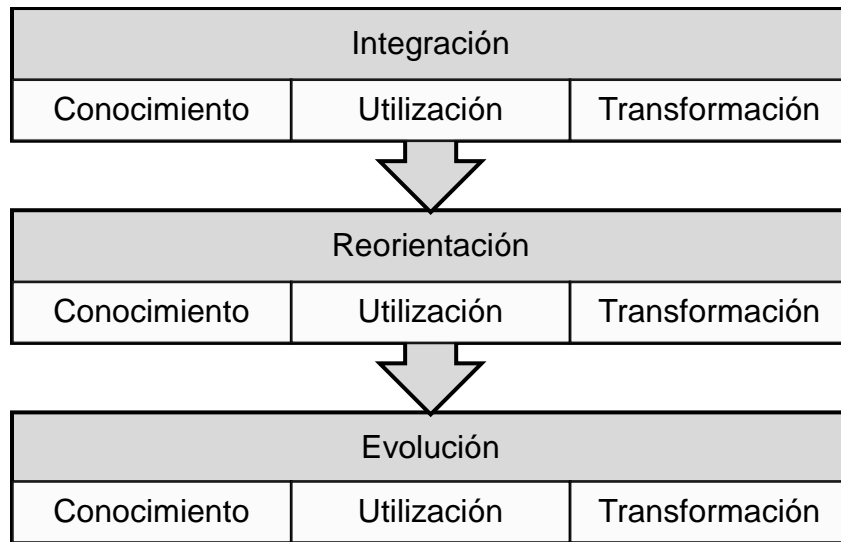 Integración
Conocimiento Utilización Transformación
Reorientación
Conocimiento Utilización Transformación
Evolución
Conocimiento Utilización Transformación